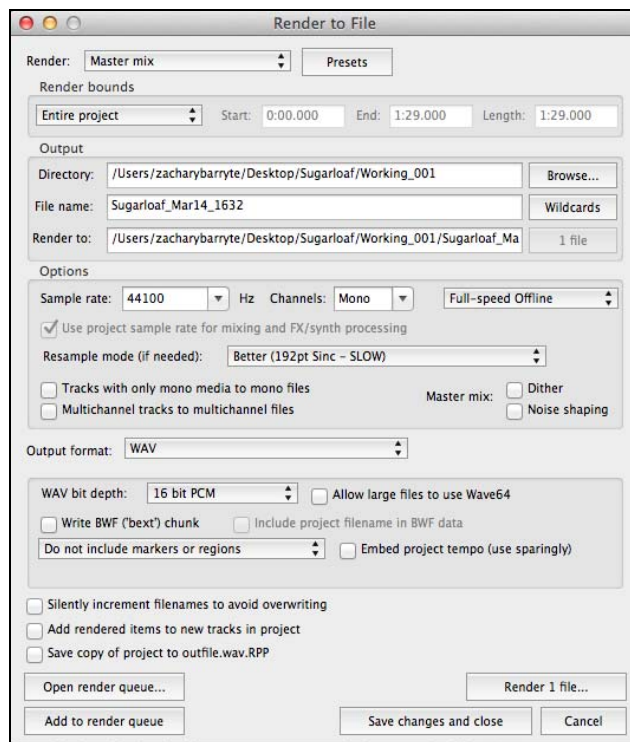 Render to File
Render: Master mix Presets
Render bounds
Entire project Start: 0:00.000 End: 1:29.000 Length: 1:29.000
Output
Directory: /Users/zacharybarryte/Desktop/Sugarloaf/Working_001 Browse...
File name: Sugarloaf_Mar14_1632 Wildcards
Render to: /Users/zacharybarryte/Desktop/Sugarloaf/Working_001/Sugarloaf_Ma 1 file
Options
Sample rate: 44100 Hz Channels: Mono Full-speed Offline
Use project sample rate for mixing and FX/synth processing
Resample mode (if needed): Better (192pt Sinc - SLOW)
Tracks with only mono media to mono files Master mix: Dither
Multichannel tracks to multichannel files Noise shaping
Output format: WAV
WAV bit depth: 16 bit PCM Allow large files to use Wave64
Write BWF ('bext') chunk Include project filename in BWF data
Do not include markers or regions Embed project tempo (use sparingly)
Silently increment filenames to avoid overwriting
Add rendered items to new tracks in project
Save copy of project to outfile.wav.RPP
Open render queue... Render 1 file...
Add to render queue Save changes and close Cancel